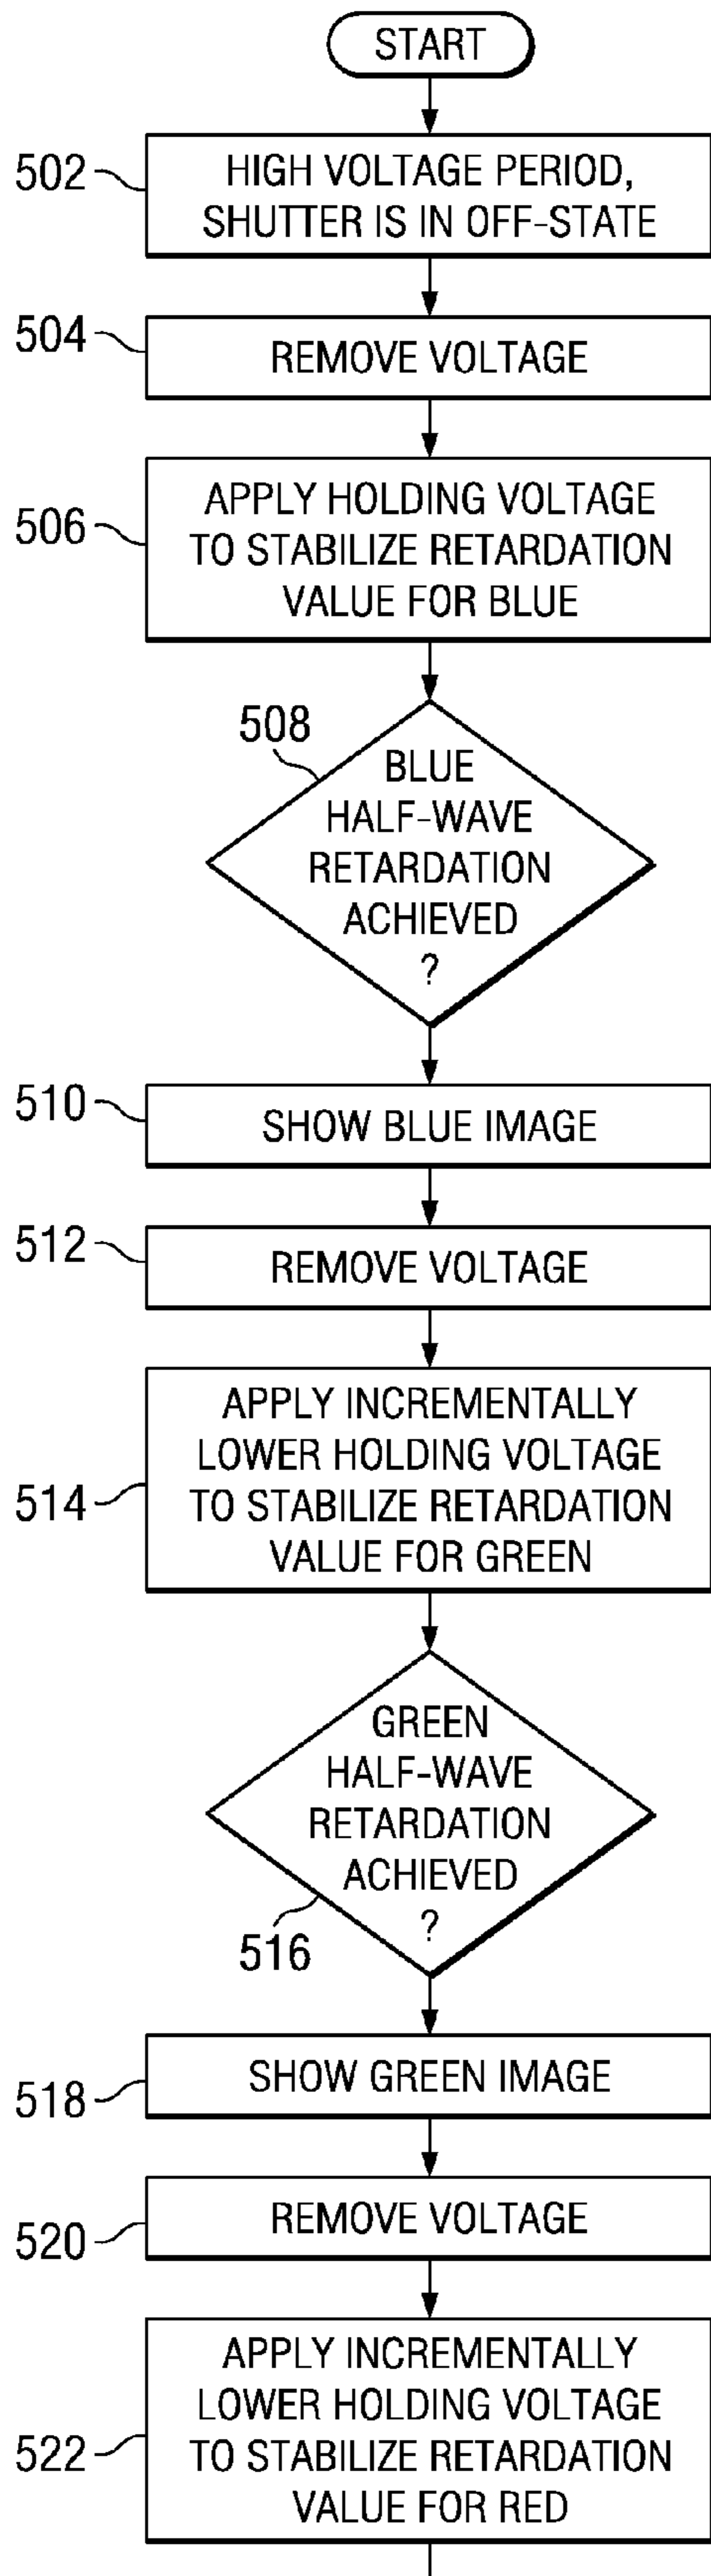 START
502
HIGH VOLTAGE PERIOD,
SHUTTER IS IN OFF-STATE
504
REMOVE VOLTAGE
506
APPLY HOLDING VOLTAGE
TO STABILIZE RETARDATION
VALUE FOR BLUE
508
BLUE
HALF-WAVE
RETARDATION
ACHIEVED
?
510
SHOW BLUE IMAGE
512
REMOVE VOLTAGE
514
APPLY INCREMENTALLY
LOWER HOLDING VOLTAGE
TO STABILIZE RETARDATION
VALUE FOR GREEN
GREEN
HALF-WAVE
RETARDATION
ACHIEVED
?
516
518
SHOW GREEN IMAGE
520
REMOVE VOLTAGE
522
APPLY INCREMENTALLY
LOWER HOLDING VOLTAGE
TO STABILIZE RETARDATION
VALUE FOR RED